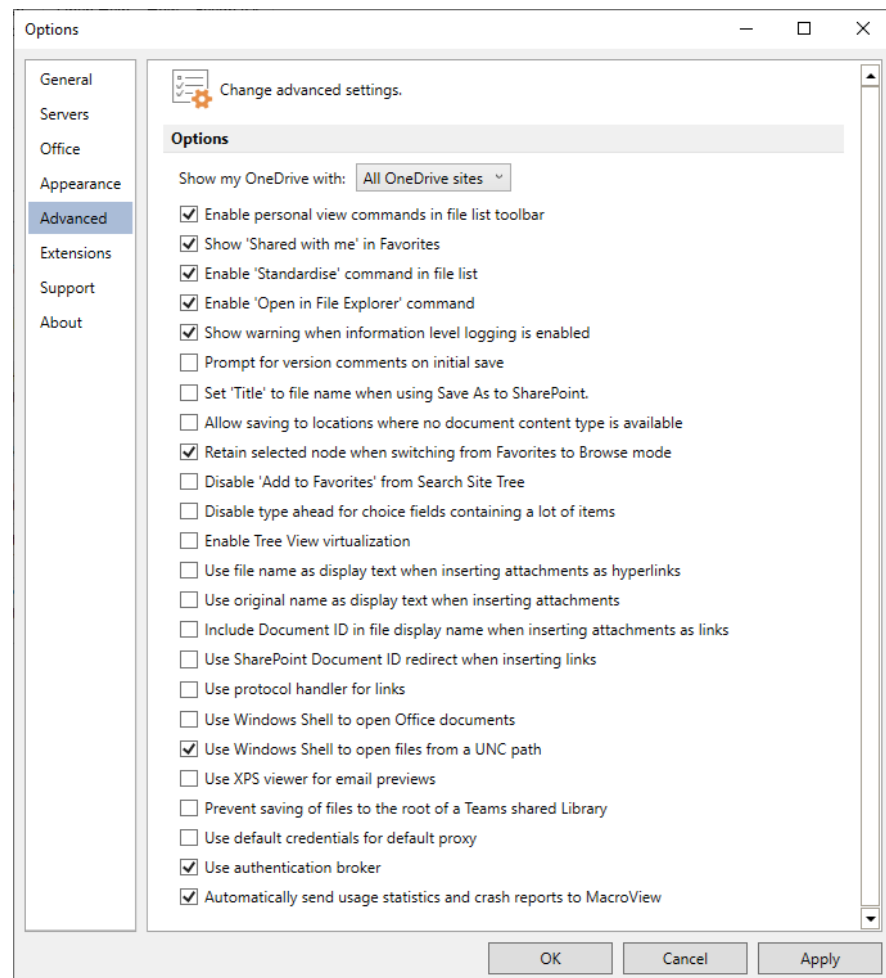 Options
General
Servers
Office
Appearance
Advanced
Extensions
Support
About
Change advanced settings.
Options
Show my OneDrive with: All OneDrive sites
Enable personal view commands in file list toolbar
Show 'Shared with me' in Favorites
Enable 'Standardise' command in file list
Enable 'Open in File Explorer' command
Show warning when information level logging is enabled
Prompt for version comments on initial save
Set 'Title' to file name when using Save As to SharePoint.
Allow saving to locations where no document content type is available
Retain selected node when switching from Favorites to Browse mode
Disable 'Add to Favorites' from Search Site Tree
Disable type ahead for choice fields containing a lot of items
Enable Tree View virtualization
Use file name as display text when inserting attachments as hyperlinks
Use original name as display text when inserting attachments
Include Document ID in file display name when inserting attachments as links
Use SharePoint Document ID redirect when inserting links
Use protocol handler for links
Use Windows Shell to open Office documents
Use Windows Shell to open files from a UNC path
Use XPS viewer for email previews
Prevent saving of files to the root of a Teams shared Library
Use default credentials for default proxy
Use authentication broker
Automatically send usage statistics and crash reports to MacroView
OK Cancel Apply